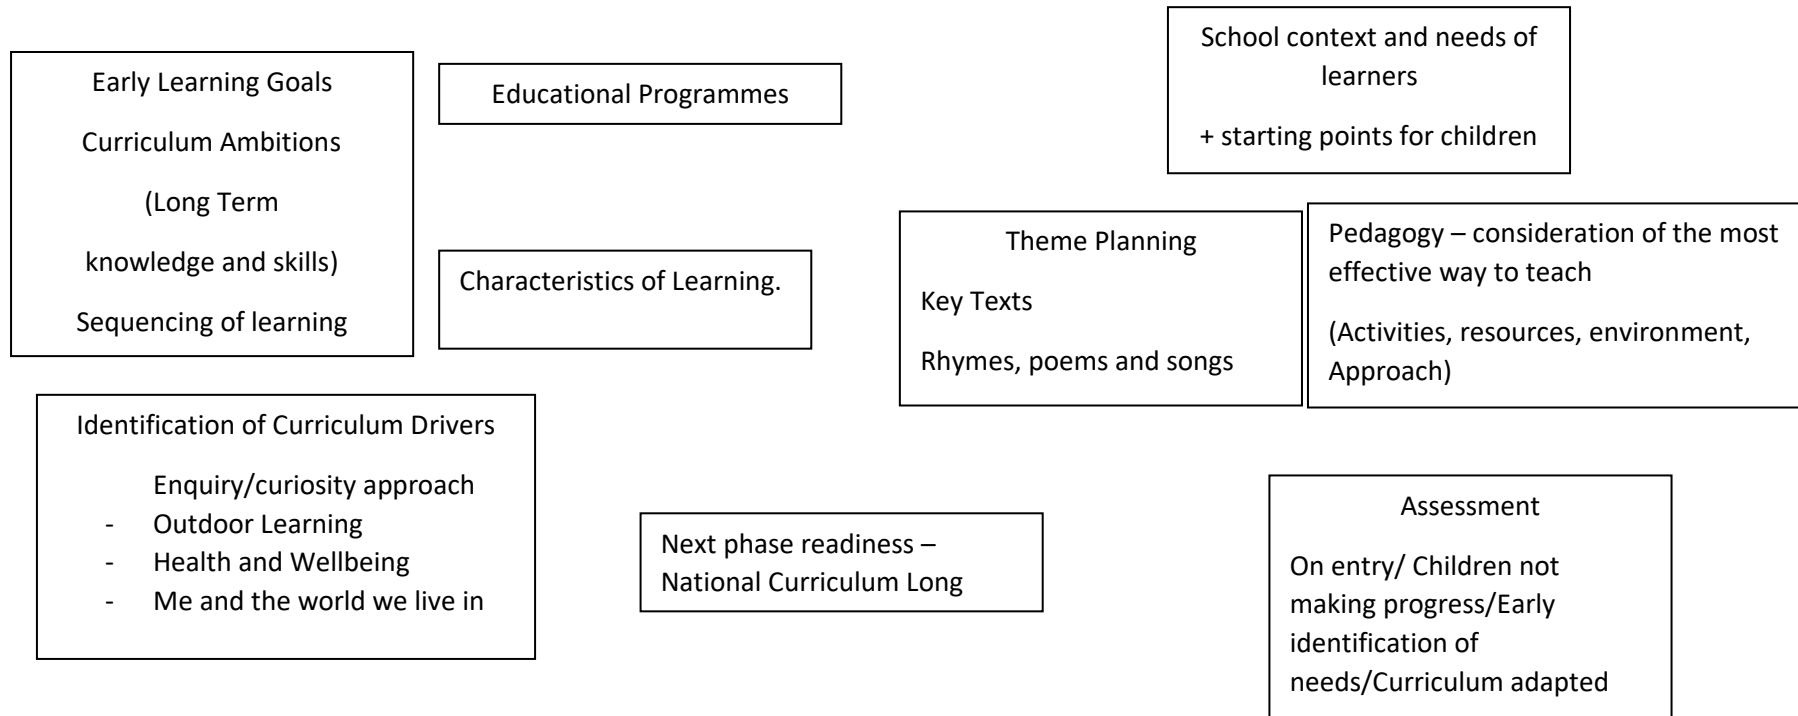 Early Learning Goals
Curriculum Ambitions
(Long Term
knowledge and skills)
Sequencing of learning
Educational Programmes
School context and needs of
learners
+ starting points for children
Characteristics of Learning.
Theme Planning
Key Texts
Rhymes, poems and songs
Pedagogy – consideration of the most
effective way to teach
(Activities, resources, environment,
Approach)
Identification of Curriculum Drivers
Enquiry/curiosity approach
- Outdoor Learning
- Health and Wellbeing
- Me and the world we live in
Next phase readiness –
National Curriculum Long
Assessment
On entry/ Children not
making progress/Early
identification of
needs/Curriculum adapted